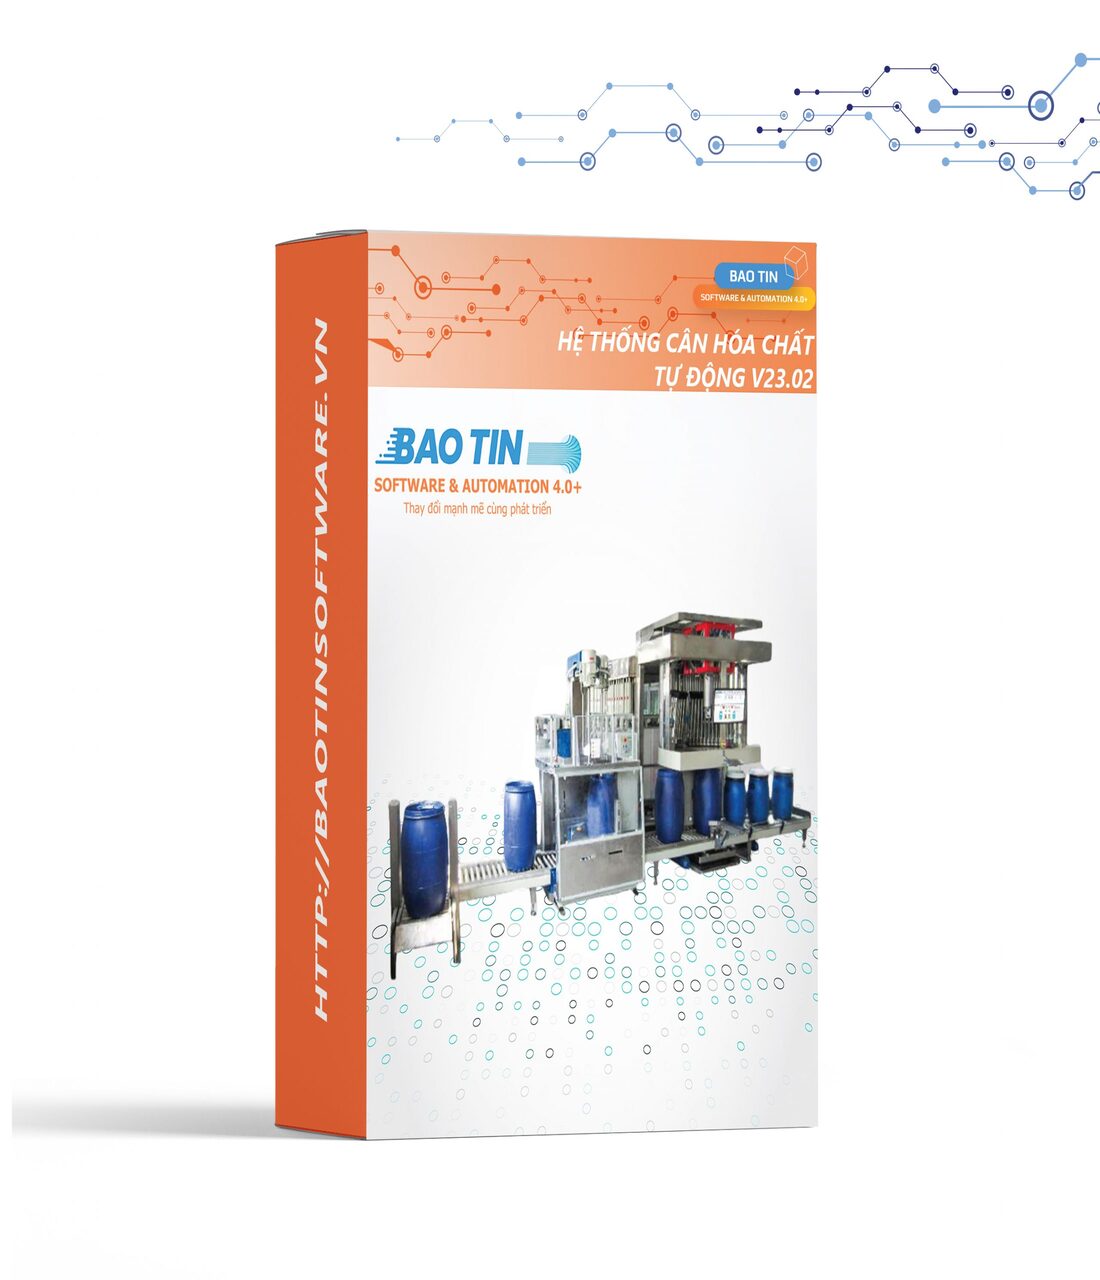 BAO TIN
SOFTWARE & AUTOMATION 4.0+
HỆ THỐNG CÂN HÓA CHẤT
TỰ ĐỘNG V23.02
BAO TIN
SOFTWARE & AUTOMATION 4.0+
Thay đổi mạnh mẽ cùng phát triển
HTTP://BAOTINSOFTWARE.VN